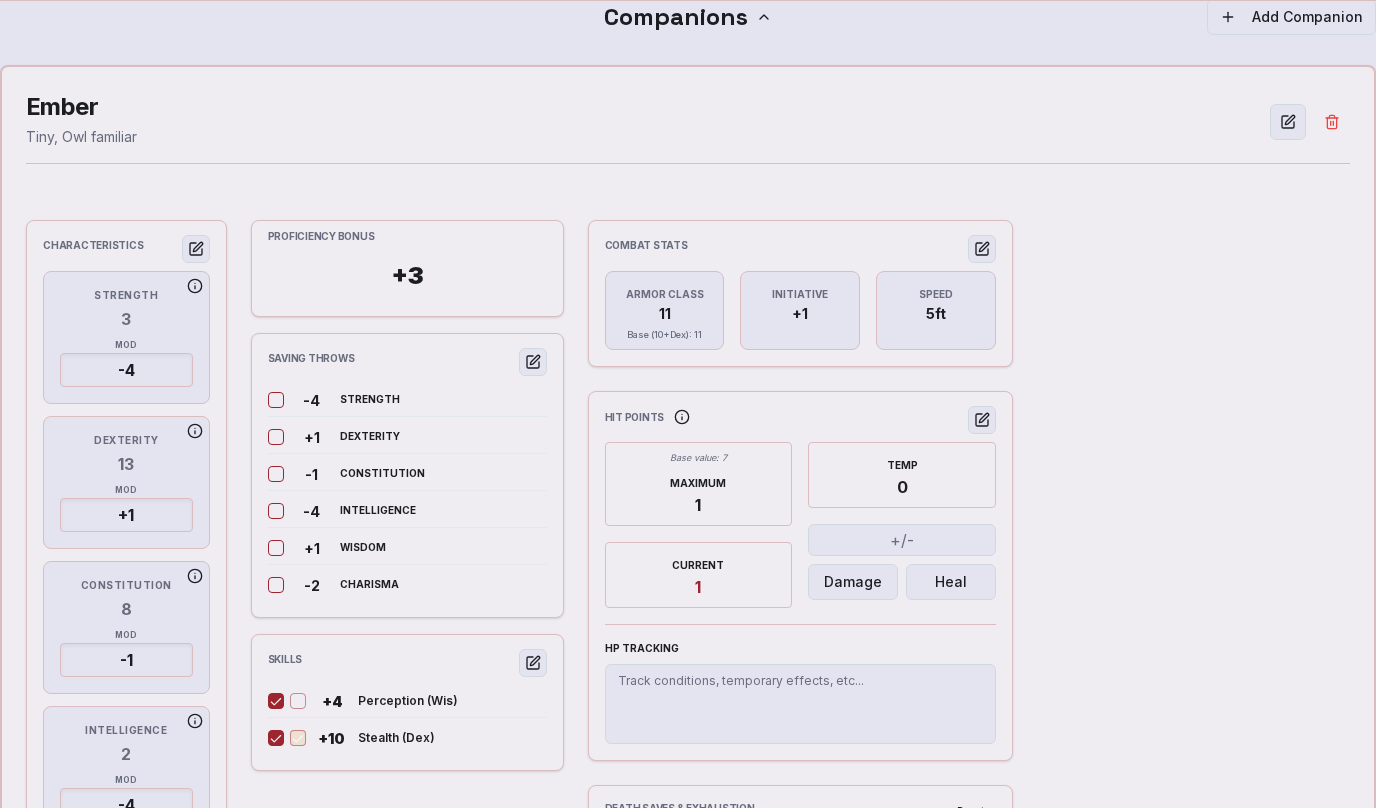 Companions
Add Companion
Ember
Tiny, Owl familiar
CHARACTERISTICS
STRENGTH
3
MOD
-4
DEXTERITY
13
MOD
+1
CONSTITUTION
8
MOD
-1
INTELLIGENCE
2
MOD
-4
PROFICIENCY BONUS
+3
SAVING THROWS
-4 STRENGTH
+1 DEXTERITY
-1 CONSTITUTION
-4 INTELLIGENCE
+1 WISDOM
-2 CHARISMA
SKILLS
+4 Perception (Wis)
+10 Stealth (Dex)
COMBAT STATS
ARMOR CLASS
11
Base (10+Dex): 11
INITIATIVE
+1
SPEED
5ft
HIT POINTS
Base value: 7
MAXIMUM
1
CURRENT
1
TEMP
0
+/-
Damage Heal
HP TRACKING
Track conditions, temporary effects, etc...
DEATH SAVES & EXHAUSTION